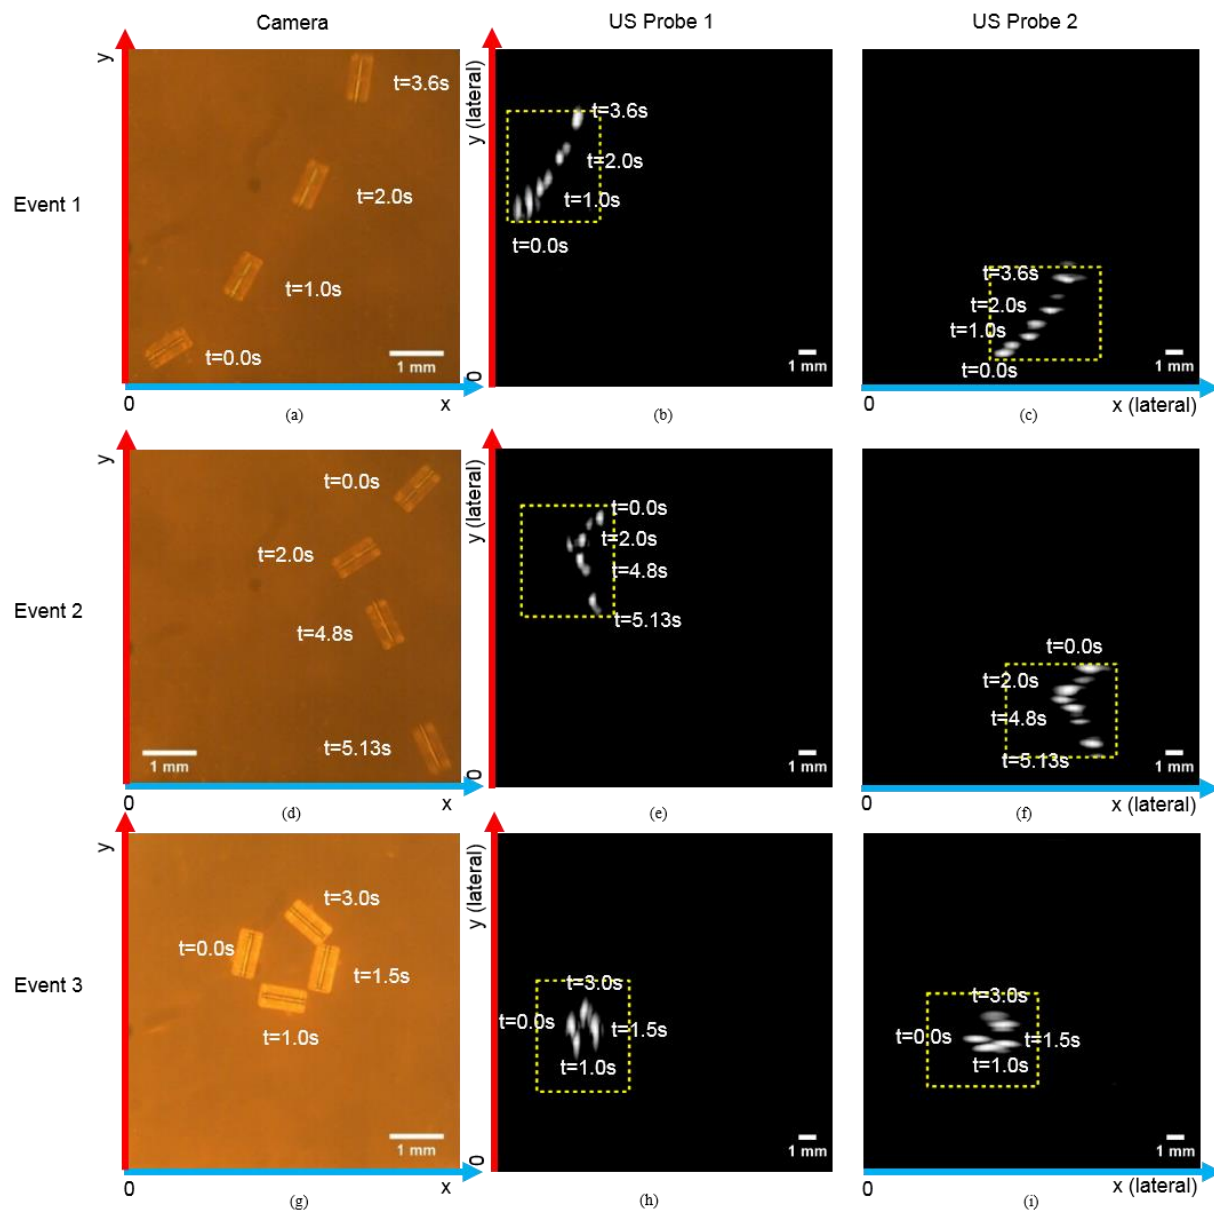 Camera
US Probe 1
US Probe 2
Event 1
y
t=3.6s
t=2.0s
t=1.0s
t=0.0s
1 mm
0
x
(a)
y (lateral)
t=3.6s
t=2.0s
t=1.0s
t=0.0s
1 mm
0
(b)
t=3.6s
t=2.0s
t=1.0s
t=0.0s
1 mm
0
x (lateral)
(c)
Event 2
y
t=0.0s
t=2.0s
t=4.8s
t=5.13s
1 mm
0
x
(d)
y (lateral)
t=0.0s
t=2.0s
t=4.8s
t=5.13s
1 mm
0
(e)
t=0.0s
t=2.0s
t=4.8s
t=5.13s
1 mm
0
x (lateral)
(f)
Event 3
y
t=3.0s
t=0.0s
t=1.5s
t=1.0s
1 mm
0
x
(g)
y (lateral)
t=3.0s
t=0.0s
t=1.5s
t=1.0s
1 mm
0
(h)
t=3.0s
t=0.0s
t=1.5s
t=1.0s
1 mm
0
x (lateral)
(i)